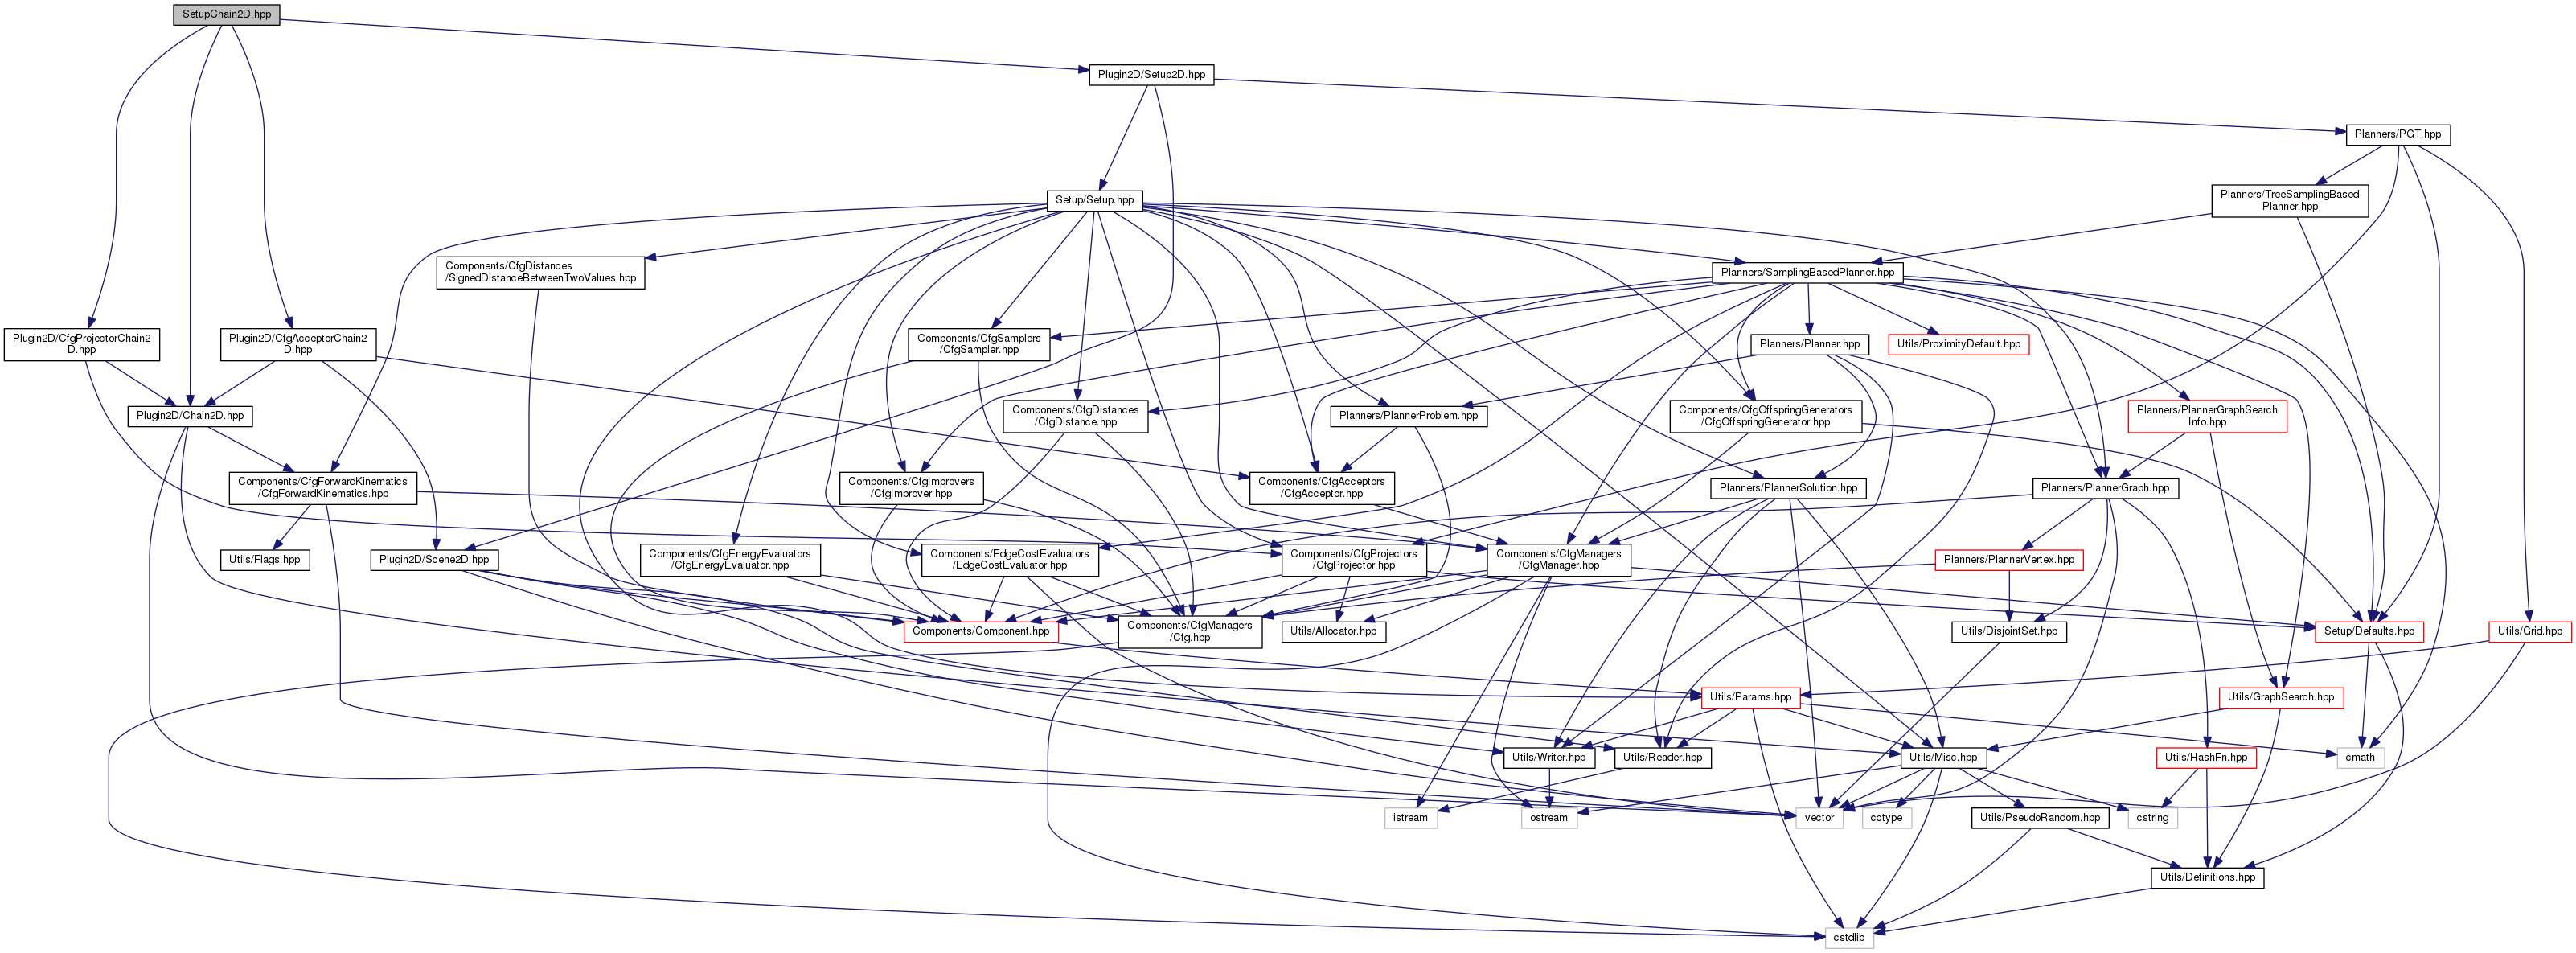 SetupChain2D.hpp
Plugin2D/Setup2D.hpp
Planners/PGT.hpp
Setup/Setup.hpp
Planners/TreeSamplingBased
Planner.hpp
Components/CfgDistances
/SignedDistanceBetweenTwoValues.hpp
Planners/SamplingBasedPlanner.hpp
Plugin2D/CfgProjectorChain2
D.hpp
Plugin2D/CfgAcceptorChain2
D.hpp
Components/CfgSamplers
/CfgSampler.hpp
Planners/Planner.hpp
Utils/ProximityDefault.hpp
Plugin2D/Chain2D.hpp
Components/CfgDistances
/CfgDistance.hpp
Planners/PlannerProblem.hpp
Components/CfgOffspringGenerators
/CfgOffspringGenerator.hpp
Planners/PlannerGraphSearch
Info.hpp
Components/CfgForwardKinematics
/CfgForwardKinematics.hpp
Components/CfgImprovers
/CfgImprover.hpp
Components/CfgAcceptors
/CfgAcceptor.hpp
Planners/PlannerSolution.hpp
Planners/PlannerGraph.hpp
Utils/Flags.hpp
Plugin2D/Scene2D.hpp
Components/CfgEnergyEvaluators
/CfgEnergyEvaluator.hpp
Components/EdgeCostEvaluators
/EdgeCostEvaluator.hpp
Components/CfgProjectors
/CfgProjector.hpp
Components/CfgManagers
/CfgManager.hpp
Planners/PlannerVertex.hpp
Components/Component.hpp
Components/CfgManagers
/Cfg.hpp
Utils/Allocator.hpp
Utils/DisjointSet.hpp
Setup/Defaults.hpp
Utils/Grid.hpp
Utils/Params.hpp
Utils/GraphSearch.hpp
Utils/Writer.hpp
Utils/Reader.hpp
Utils/Misc.hpp
Utils/HashFn.hpp
cmath
istream
ostream
vector
cctype
Utils/PseudoRandom.hpp
cstring
Utils/Definitions.hpp
cstdlib